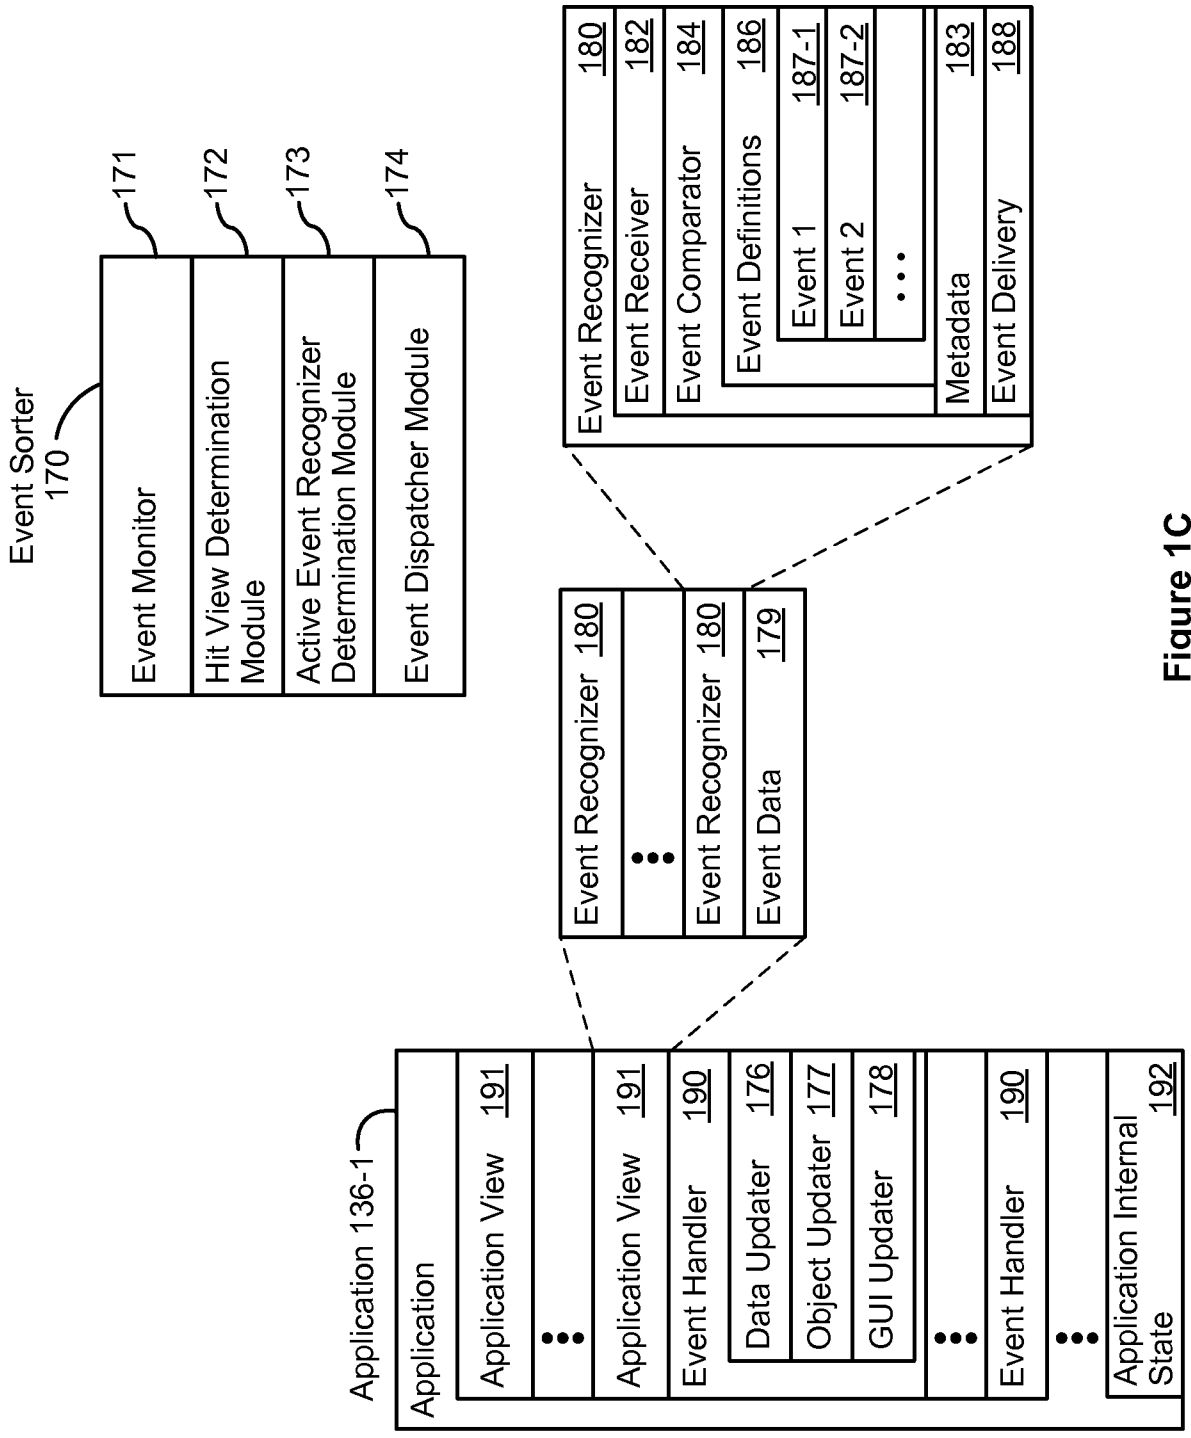 Event Sorter
170
Event Monitor
171
Hit View Determination
Module
172
Active Event Recognizer
Determination Module
173
Event Dispatcher Module
174
Application 136-1
Application
Application View 191
•••
Application View 191
Event Handler 190
Data Updater 176
Object Updater 177
GUI Updater 178
•••
Event Handler 190
•••
Application Internal
State 192
Event Recognizer 180
•••
Event Recognizer 180
Event Data 179
Event Recognizer 180
Event Receiver 182
Event Comparator 184
Event Definitions 186
Event 1 187-1
Event 2 187-2
•••
Metadata 183
Event Delivery 188
Figure 1C